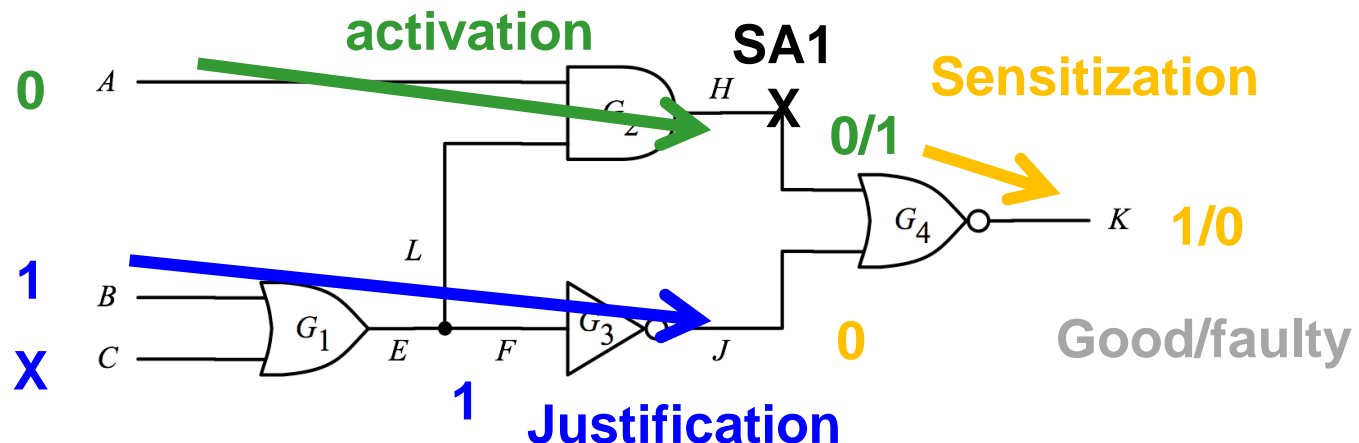 activation
SA1
Sensitization
0
A
H
X
G2
0/1
G4
K
1/0
L
1
B
G1
G3
E
F
J
0
Good/faulty
X
C
1
Justification